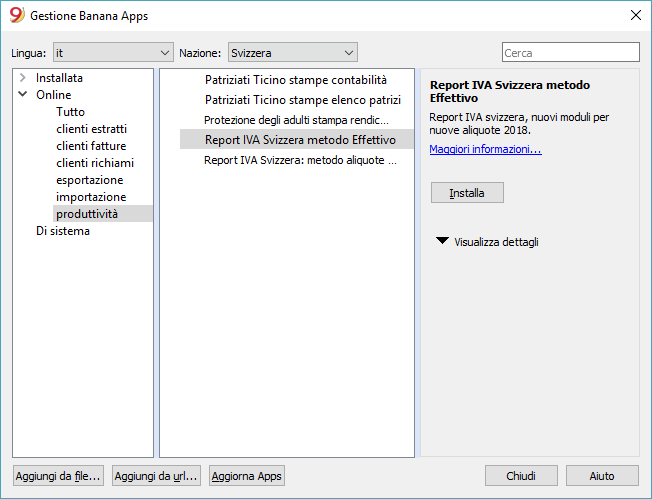 Gestione Banana Apps
Lingua: it Nazione: Svizzera Cerca
Installata
Online
Tutto
clienti estratti
clienti fatture
clienti richiami
esportazione
importazione
produttività
Di sistema
Patriziati Ticino stampe contabilità
Patriziati Ticino stampe elenco patrizi
Protezione degli adulti stampa rendic...
Report IVA Svizzera metodo Effettivo
Report IVA Svizzera: metodo aliquote ...
Report IVA Svizzera metodo
Effettivo
Report IVA svizzera, nuovi moduli per
nuove aliquote 2018.
Maggiori informazioni...
Installa
Visualizza dettagli
Aggiungi da file... Aggiungi da url... Aggiorna Apps Chiudi Aiuto